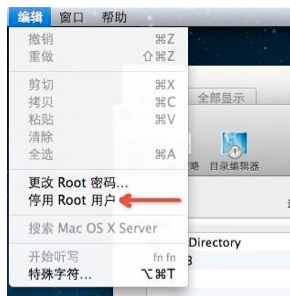 编辑 窗口 帮助
撤销 ⌘Z
重做 ⇧⌘Z
剪切 ⌘X
拷贝 ⌘C
粘贴 ⌘V
清除
全选 ⌘A
全部显示
目录编辑器
更改 Root 密码...
停用 Root 用户
搜索 Mac OS X Server
Directory
开始听写 fn fn
特殊字符... ⌥⌘T